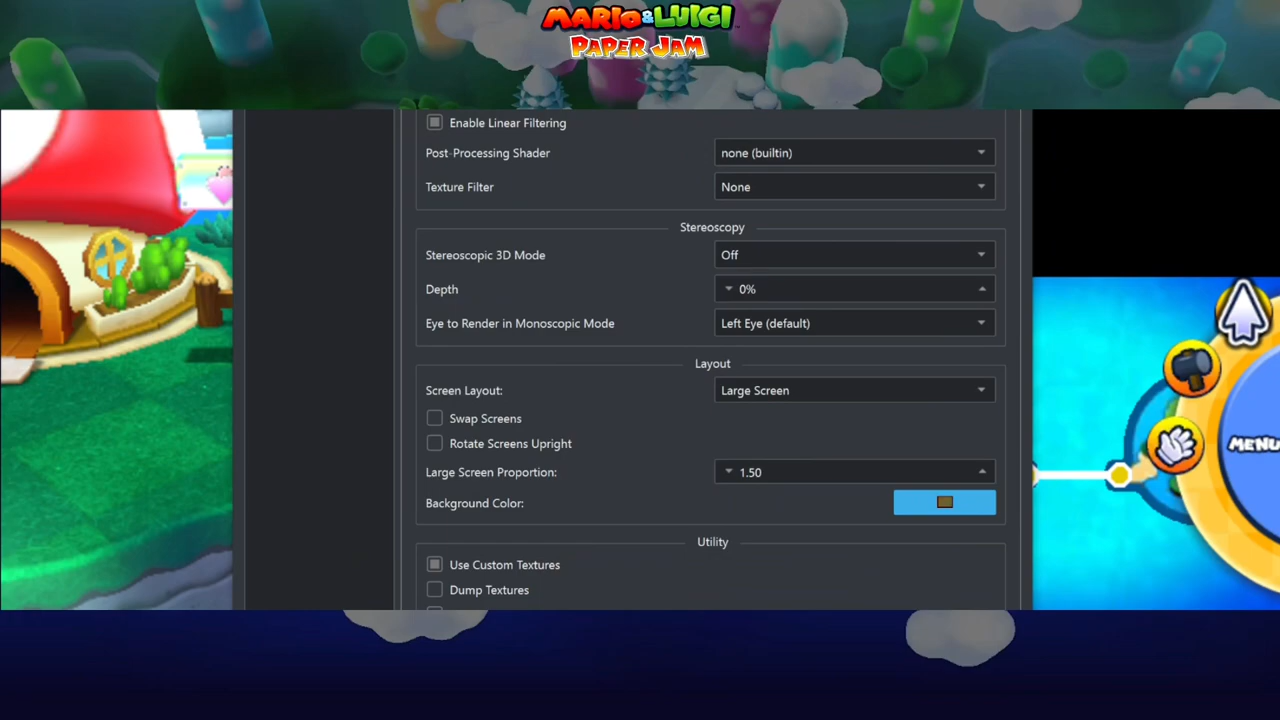 MARIO & LUIGI
PAPER JAM
Enable Linear Filtering
Post-Processing Shader none (builtin)
Texture Filter None
Stereoscopy
Stereoscopic 3D Mode Off
Depth 0%
Eye to Render in Monoscopic Mode Left Eye (default)
Layout
Screen Layout: Large Screen
Swap Screens
Rotate Screens Upright
Large Screen Proportion: 1.50
Background Color:
MENU
Utility
Use Custom Textures
Dump Textures